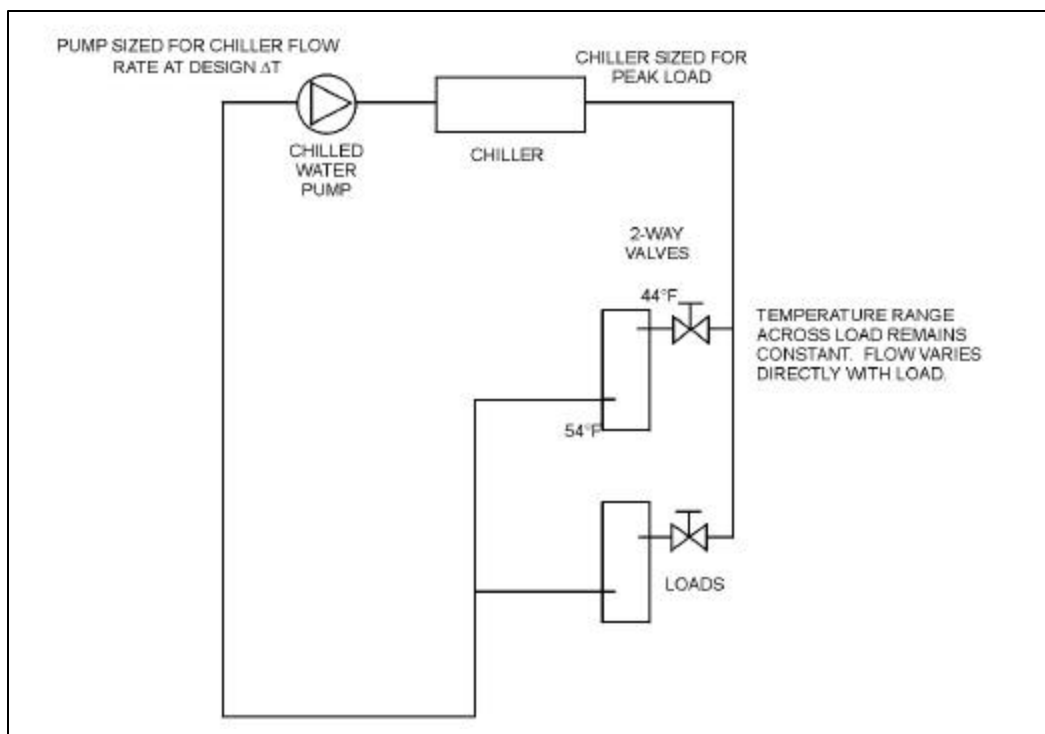 PUMP SIZED FOR CHILLER FLOW
RATE AT DESIGN ΔT
CHILLER SIZED FOR
PEAK LOAD
CHILLED
WATER
PUMP
CHILLER
2-WAY
VALVES
44°F
TEMPERATURE RANGE
ACROSS LOAD REMAINS
CONSTANT. FLOW VARIES
DIRECTLY WITH LOAD.
54°F
LOADS